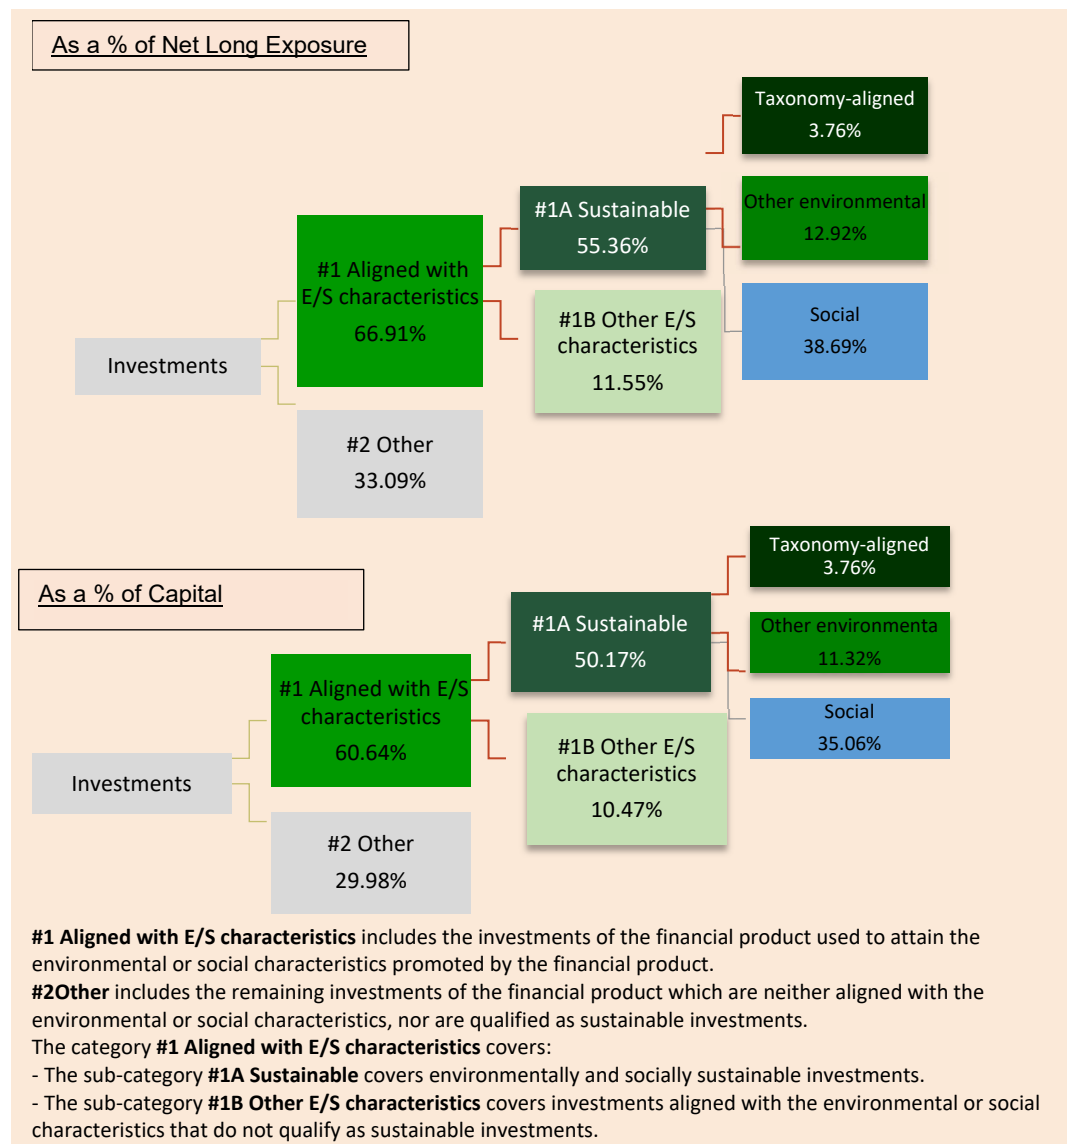 As a % of Net Long Exposure
Taxonomy-aligned
3.76%
#1A Sustainable
55.36%
Other environmental
12.92%
#1 Aligned with
E/S characteristics
66.91%
#1B Other E/S
characteristics
11.55%
Social
38.69%
Investments
#2 Other
33.09%
As a % of Capital
Taxonomy-aligned
3.76%
#1A Sustainable
50.17%
Other environmenta
11.32%
#1 Aligned with E/S
characteristics
60.64%
#1B Other E/S
characteristics
10.47%
Social
35.06%
Investments
#2 Other
29.98%
#1 Aligned with E/S characteristics includes the investments of the financial product used to attain the
environmental or social characteristics promoted by the financial product.
#2Other includes the remaining investments of the financial product which are neither aligned with the
environmental or social characteristics, nor are qualified as sustainable investments.
The category #1 Aligned with E/S characteristics covers:
- The sub-category #1A Sustainable covers environmentally and socially sustainable investments.
- The sub-category #1B Other E/S characteristics covers investments aligned with the environmental or social
characteristics that do not qualify as sustainable investments.